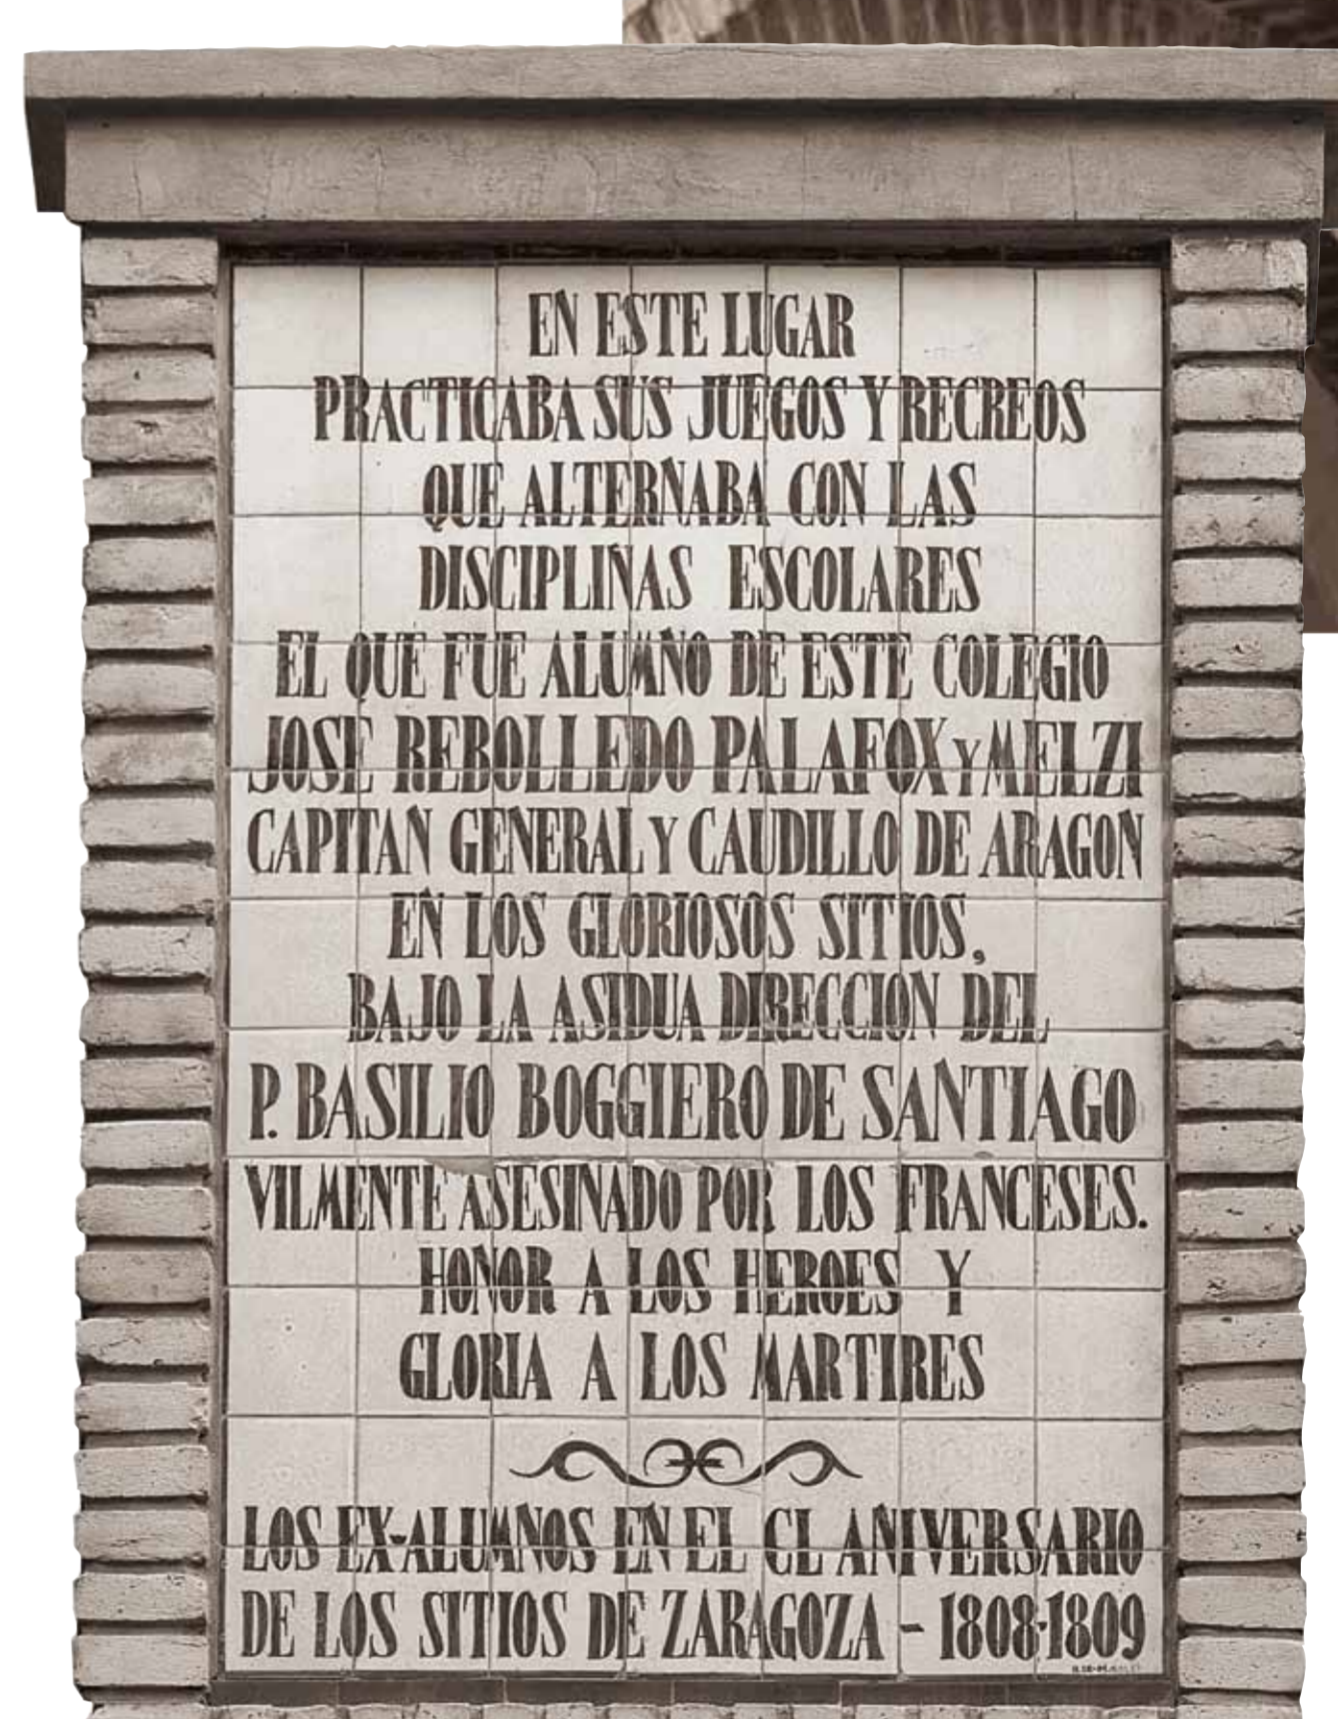 EN ESTE LUGAR
PRACTICABA SUS JUEGOS Y RECREOS
QUE ALTERNABA CON LAS
DISCIPLINAS ESCOLARES
EL QUE FUE ALUMNO DE ESTE COLEGIO
JOSE REBOLLEDO PALAFOX Y MELZI
CAPITAN GENERAL Y CAUDILLO DE ARAGON
EN LOS GLORIOSOS SITIOS,
BAJO LA ASIDUA DIRECCION DEL
P. BASILIO BOGGIERO DE SANTIAGO
VILMENTE ASESINADO POR LOS FRANCESES.
HONOR A LOS HEROES Y
GLORIA A LOS MARTIRES
LOS EX-ALUMNOS EN EL CL ANIVERSARIO
DE LOS SITIOS DE ZARAGOZA - 1808-1809